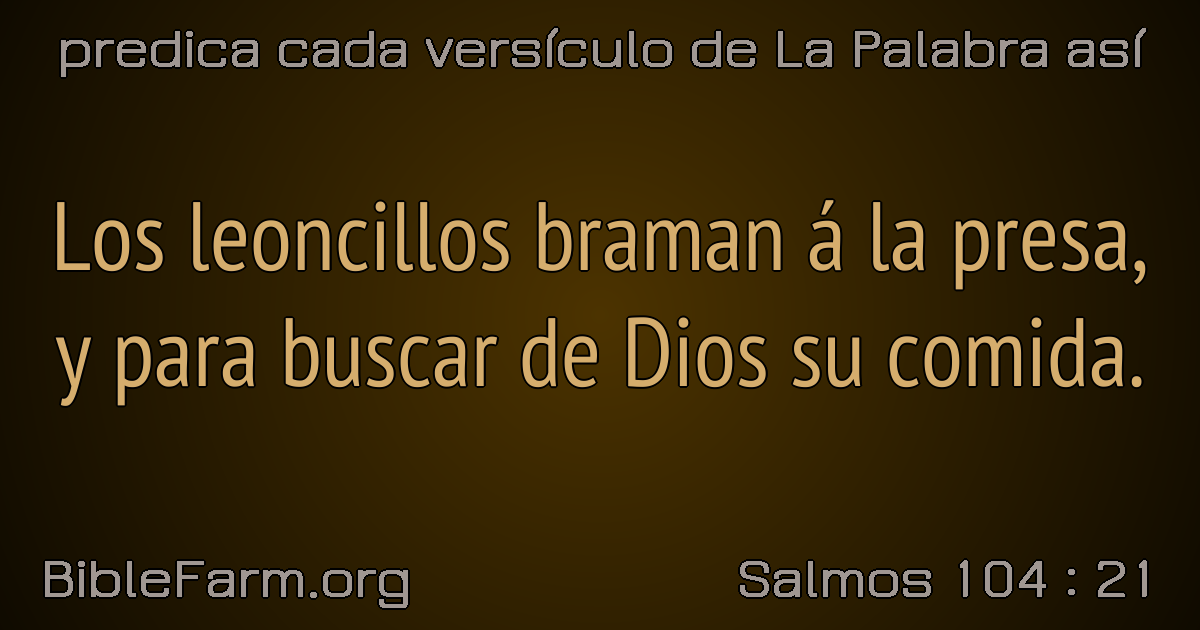 predica cada versículo de La Palabra así
Los leoncillos braman á la presa,
y para buscar de Dios su comida.
BibleFarm.org
Salmos 104 : 21